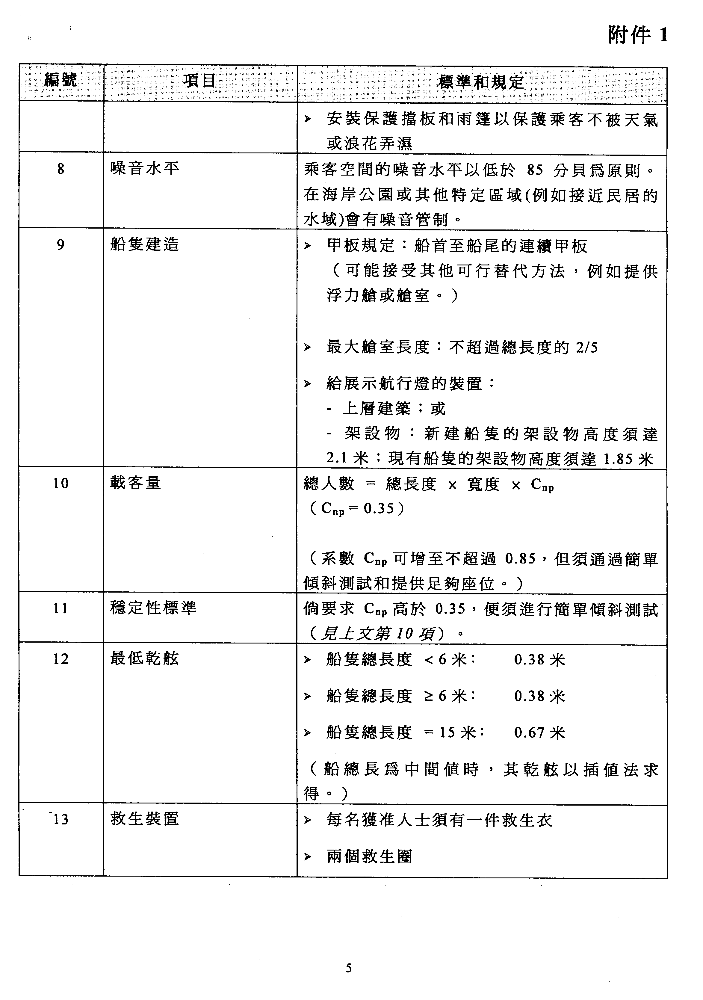 附件 1
編號 項目 標準和規定
➢ 安裝保護擋板和雨篷以保護乘客不被天氣
或浪花弄濕
8 噪音水平 乘客空間的噪音水平以低於 85 分貝爲原則。
在海岸公園或其他特定區域(例如接近民居的
水域)會有噪音管制。
9 船隻建造 ➢ 甲板規定：船首至船尾的連續甲板
（可能接受其他可行替代方法，例如提供
浮力艙或艙室。）
➢ 最大艙室長度：不超過總長度的 2/5
➢ 給展示航行燈的裝置：
- 上層建築；或
- 架設物：新建船隻的架設物高度須達
2.1 米；現有船隻的架設物高度須達 1.85 米
10 載客量 總人數 = 總長度 × 寬度 × Cnp
（Cnp = 0.35）
（系數 Cnp 可增至不超過 0.85，但須通過簡單
傾斜測試和提供足夠座位。）
11 穩定性標準 倘要求 Cnp 高於 0.35，便須進行簡單傾斜測試
（見上文第 10 項）。
12 最低乾舷 ➢ 船隻總長度 < 6 米： 0.38 米
➢ 船隻總長度 ≥ 6 米： 0.38 米
➢ 船隻總長度 = 15 米： 0.67 米
（船總長爲中間值時，其乾舷以插值法求
得。）
13 救生裝置 ➢ 每名獲准人士須有一件救生衣
➢ 兩個救生圈
5